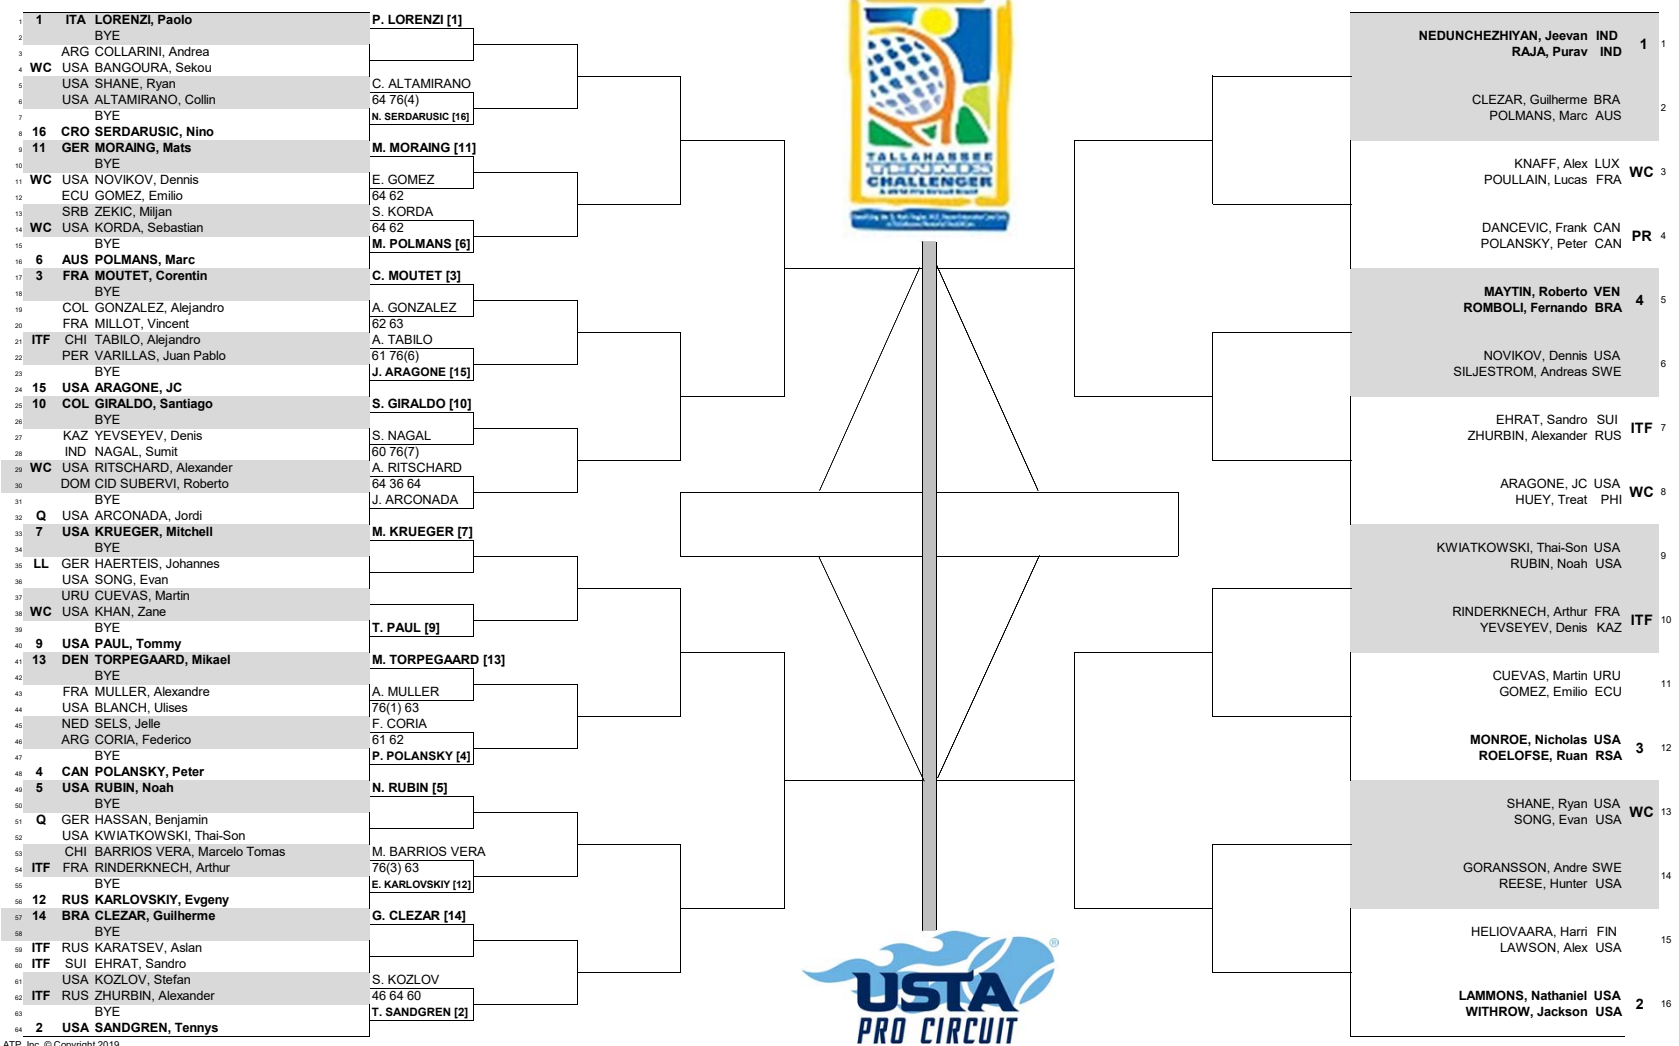 1 1 ITA LORENZI, Paolo
2 BYE
3 ARG COLLARINI, Andrea
4 WC USA BANGOURA, Sekou
5 USA SHANE, Ryan
6 USA ALTAMIRANO, Collin
7 BYE
8 16 CRO SERDARUSIC, Nino
9 11 GER MORAING, Mats
10 BYE
11 WC USA NOVIKOV, Dennis
12 ECU GOMEZ, Emilio
13 SRB ZEKIC, Miljan
14 WC USA KORDA, Sebastian
15 BYE
16 6 AUS POLMANS, Marc
17 3 FRA MOUTET, Corentin
18 BYE
19 COL GONZALEZ, Alejandro
20 FRA MILLOT, Vincent
21 ITF CHI TABILO, Alejandro
22 PER VARILLAS, Juan Pablo
23 BYE
24 15 USA ARAGONE, JC
25 10 COL GIRALDO, Santiago
26 BYE
27 KAZ YEVSEYEV, Denis
28 IND NAGAL, Sumit
29 WC USA RITSCHARD, Alexander
30 DOM CID SUBERVI, Roberto
31 BYE
32 Q USA ARCONADA, Jordi
33 7 USA KRUEGER, Mitchell
34 BYE
35 LL GER HAERTEIS, Johannes
36 USA SONG, Evan
37 URU CUEVAS, Martin
38 WC USA KHAN, Zane
39 BYE
40 9 USA PAUL, Tommy
41 13 DEN TORPEGAARD, Mikael
42 BYE
43 FRA MULLER, Alexandre
44 USA BLANCH, Ulises
45 NED SELS, Jelle
46 ARG CORIA, Federico
47 BYE
48 4 CAN POLANSKY, Peter
49 5 USA RUBIN, Noah
50 BYE
51 Q GER HASSAN, Benjamin
52 USA KWIATKOWSKI, Thai-Son
53 CHI BARRIOS VERA, Marcelo Tomas
54 ITF FRA RINDERKNECH, Arthur
55 BYE
56 12 RUS KARLOVSKIY, Evgeny
57 14 BRA CLEZAR, Guilherme
58 BYE
59 ITF RUS KARATSEV, Aslan
60 ITF SUI EHRAT, Sandro
61 USA KOZLOV, Stefan
62 ITF RUS ZHURBIN, Alexander
63 BYE
64 2 USA SANDGREN, Tennys
ATP, Inc. © Copyright 2019
P. LORENZI [1]
C. ALTAMIRANO
64 76(4)
N. SERDARUSIC [16]
M. MORAING [11]
E. GOMEZ
64 62
S. KORDA
64 62
M. POLMANS [6]
C. MOUTET [3]
A. GONZALEZ
62 63
A. TABILO
61 76(6)
J. ARAGONE [15]
S. GIRALDO [10]
S. NAGAL
60 76(7)
A. RITSCHARD
64 36 64
J. ARCONADA
M. KRUEGER [7]
T. PAUL [9]
M. TORPEGAARD [13]
A. MULLER
76(1) 63
F. CORIA
61 62
P. POLANSKY [4]
N. RUBIN [5]
M. BARRIOS VERA
76(3) 63
E. KARLOVSKIY [12]
G. CLEZAR [14]
S. KOZLOV
46 64 60
T. SANDGREN [2]
TALLAHASSEE
TENNIS
CHALLENGER
USTA
®
PRO CIRCUIT
NEDUNCHEZHIYAN, Jeevan IND
RAJA, Purav IND
1 1
CLEZAR, Guilherme BRA
POLMANS, Marc AUS
2
KNAFF, Alex LUX
POULLAIN, Lucas FRA
WC 3
DANCEVIC, Frank CAN
POLANSKY, Peter CAN
PR 4
MAYTIN, Roberto VEN
ROMBOLI, Fernando BRA
4 5
NOVIKOV, Dennis USA
SILJESTROM, Andreas SWE
6
EHRAT, Sandro SUI
ZHURBIN, Alexander RUS
ITF 7
ARAGONE, JC USA
HUEY, Treat PHI
WC 8
KWIATKOWSKI, Thai-Son USA
RUBIN, Noah USA
9
RINDERKNECH, Arthur FRA
YEVSEYEV, Denis KAZ
ITF 10
CUEVAS, Martin URU
GOMEZ, Emilio ECU
11
MONROE, Nicholas USA
ROELOFSE, Ruan RSA
3 12
SHANE, Ryan USA
SONG, Evan USA
WC 13
GORANSSON, Andre SWE
REESE, Hunter USA
14
HELIOVAARA, Harri FIN
LAWSON, Alex USA
15
LAMMONS, Nathaniel USA
WITHROW, Jackson USA
2 16